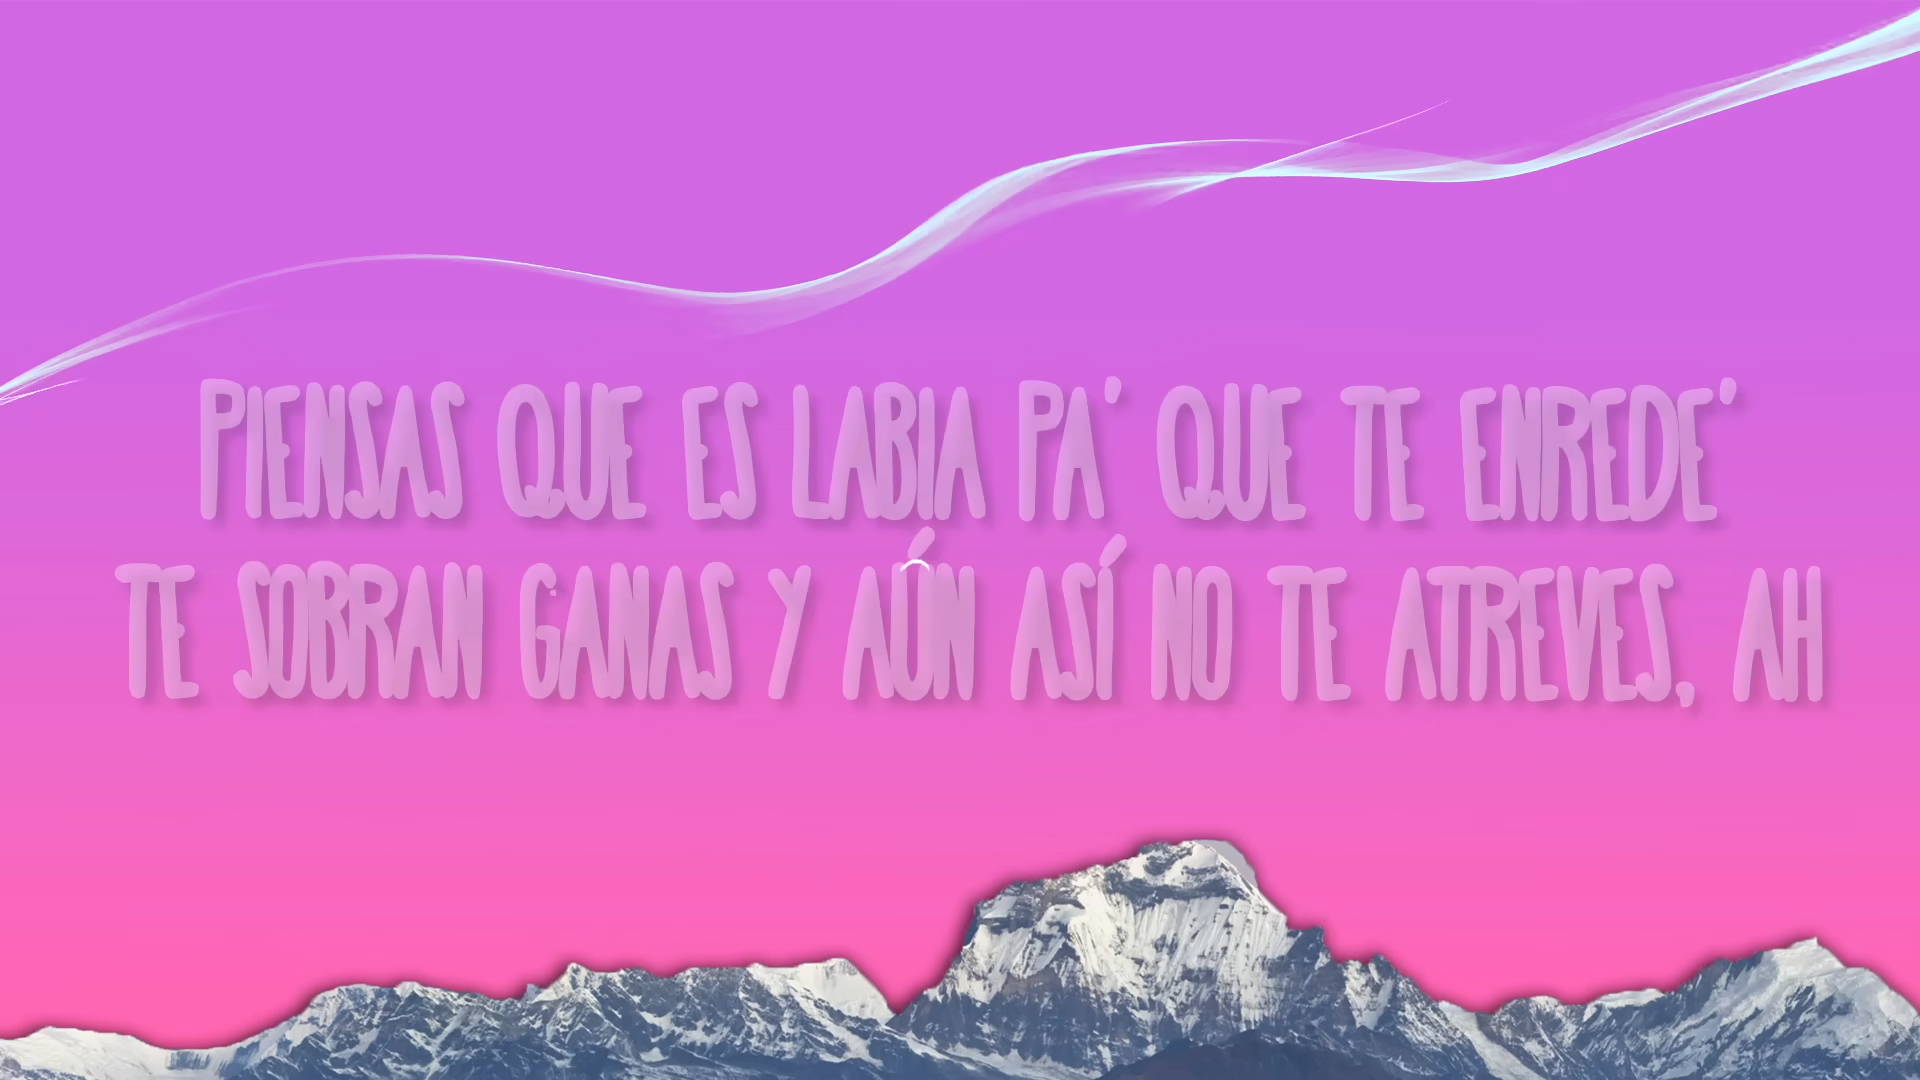 PIENSAS QUE ES LABIA PA' QUE TE ENREDE'
TE SOBRAN GANAS Y AÚN ASÍ NO TE ATREVES, AH